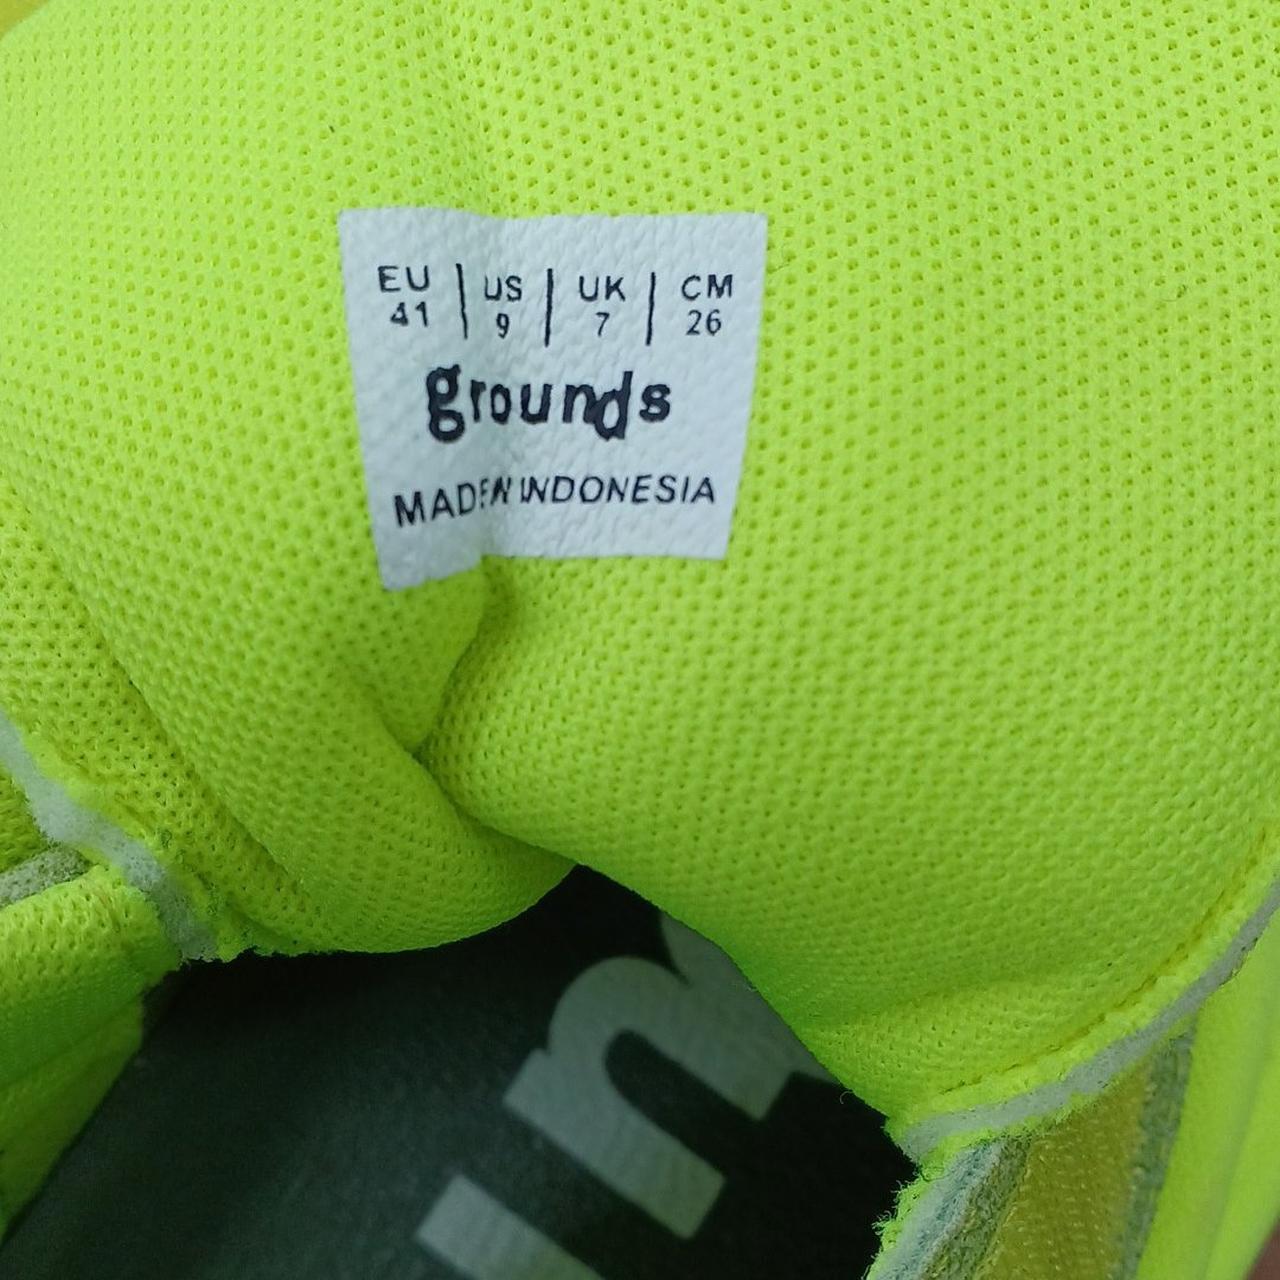 EU | US | UK | CM
41 | 9 | 7 | 26
grounds
MADE IN INDONESIA